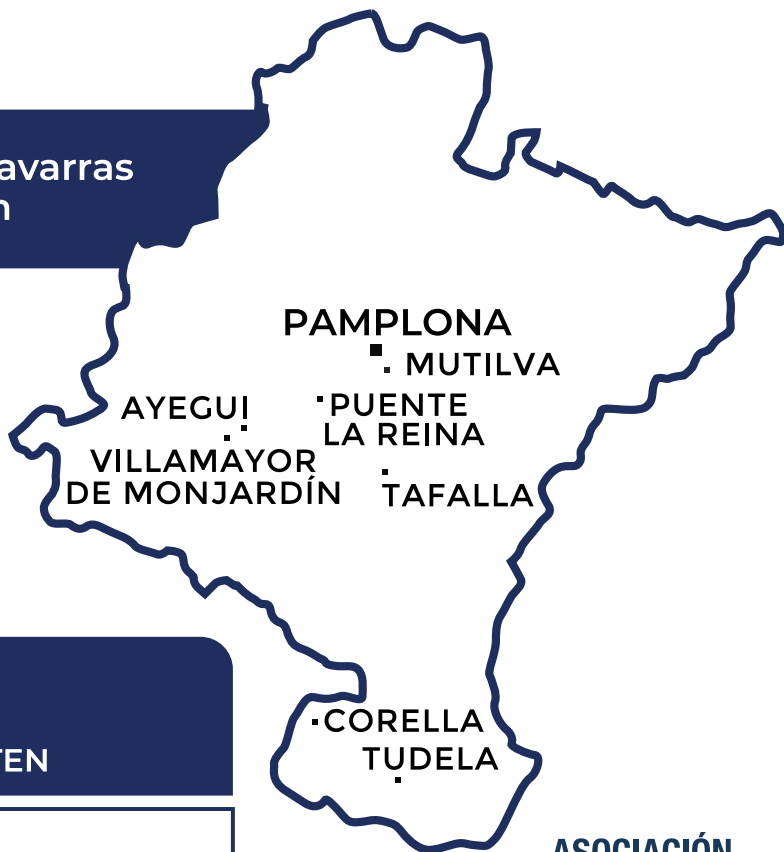 avarras
n
PAMPLONA
MUTILVA
AYEGUI
PUENTE
LA REINA
VILLAMAYOR
DE MONJARDÍN
TAFALLA
CORELLA
TUDELA
TEN
ASOCIACIÓN